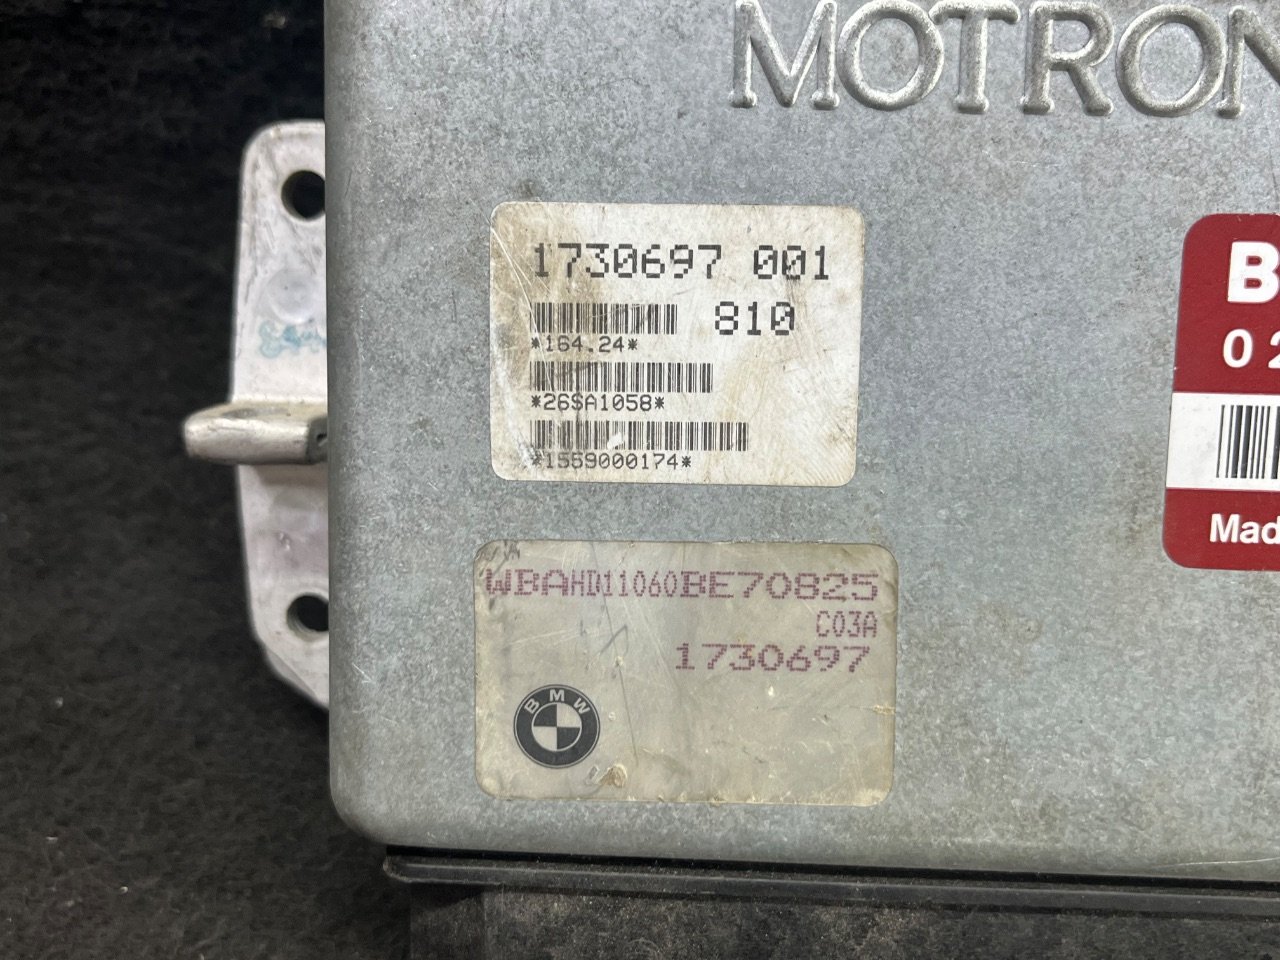 MOTRON
1730697 001
810
*164.24*
*26SA1058*
*1559000174*
B
0 2
Mad
WBAHD11060BE70825
C03A
1730697
BMW